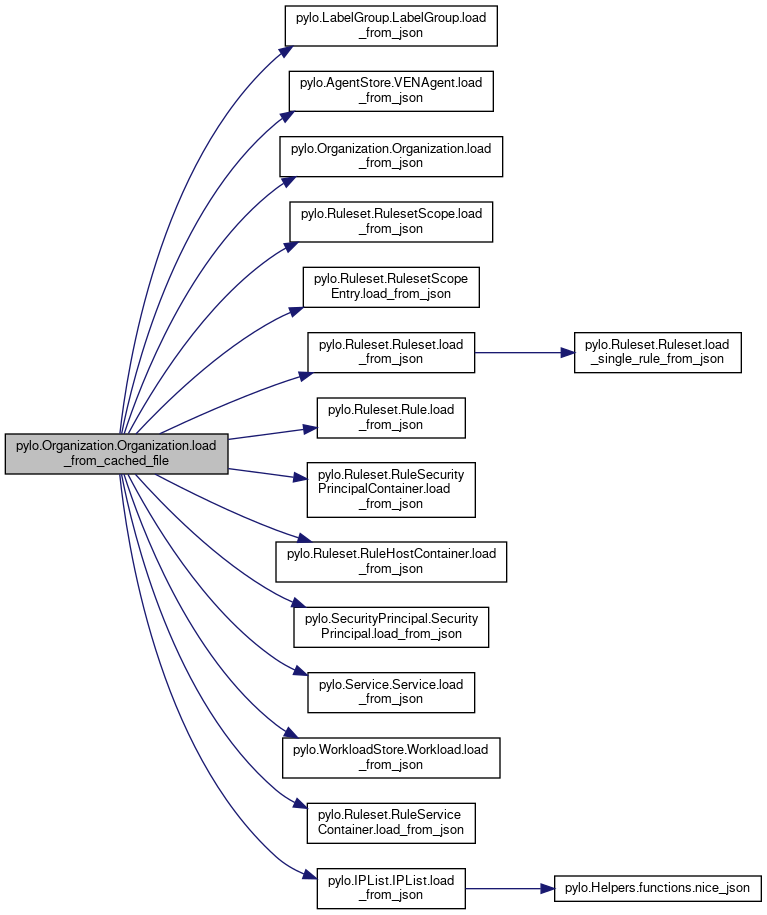 pylo.LabelGroup.LabelGroup.load
_from_json
pylo.AgentStore.VENAgent.load
_from_json
pylo.Organization.Organization.load
_from_json
pylo.Ruleset.RulesetScope.load
_from_json
pylo.Ruleset.RulesetScope
Entry.load_from_json
pylo.Ruleset.Ruleset.load
_from_json
pylo.Ruleset.Ruleset.load
_single_rule_from_json
pylo.Ruleset.Rule.load
_from_json
pylo.Organization.Organization.load
_from_cached_file
pylo.Ruleset.RuleSecurity
PrincipalContainer.load
_from_json
pylo.Ruleset.RuleHostContainer.load
_from_json
pylo.SecurityPrincipal.Security
Principal.load_from_json
pylo.Service.Service.load
_from_json
pylo.WorkloadStore.Workload.load
_from_json
pylo.Ruleset.RuleService
Container.load_from_json
pylo.IPList.IPList.load
_from_json
pylo.Helpers.functions.nice_json